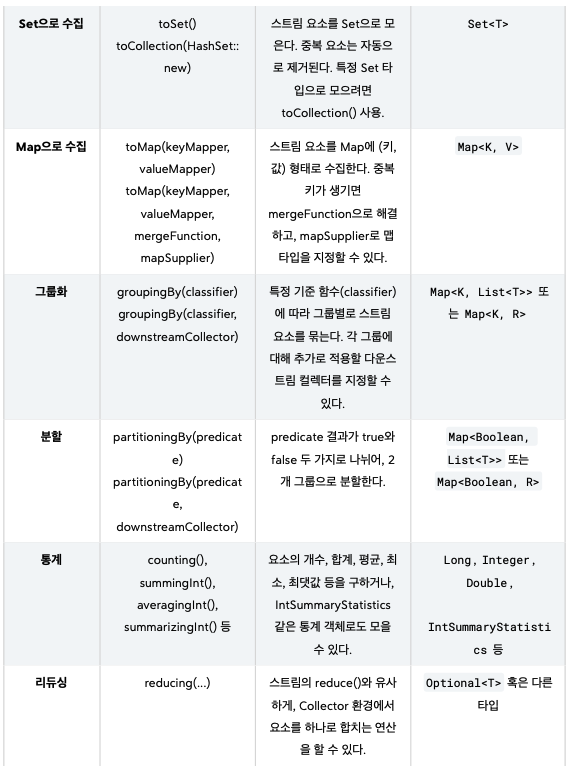 Set으로 수집
toSet()
toCollection(HashSet::
new)
스트림 요소를 Set으로 모
은다. 중복 요소는 자동으
로 제거된다. 특정 Set 타
입으로 모으려면
toCollection() 사용.
Set<T>
Map으로 수집
toMap(keyMapper,
valueMapper)
toMap(keyMapper,
valueMapper,
mergeFunction,
mapSupplier)
스트림 요소를 Map에 (키,
값) 형태로 수집한다. 중복
키가 생기면
mergeFunction으로 해결
하고, mapSupplier로 맵
타입을 지정할 수 있다.
Map<K, V>
그룹화
groupingBy(classifier)
groupingBy(classifier,
downstreamCollector)
특정 기준 함수(classifier)
에 따라 그룹별로 스트림
요소를 묶는다. 각 그룹에
대해 추가로 적용할 다운스
트림 컬렉터를 지정할 수
있다.
Map<K, List<T>> 또
는 Map<K, R>
분할
partitioningBy(predicat
e)
partitioningBy(predicat
e,
downstreamCollector)
predicate 결과가 true와
false 두 가지로 나뉘어, 2
개 그룹으로 분할한다.
Map<Boolean,
List<T>> 또는
Map<Boolean, R>
통계
counting(),
summingInt(),
averagingInt(),
summarizingInt() 등
요소의 개수, 합계, 평균, 최
소, 최댓값 등을 구하거나,
IntSummaryStatistics
같은 통계 객체로도 모을
수 있다.
Long, Integer,
Double,
IntSummaryStatisti
cs 등
리듀싱
reducing(...)
스트림의 reduce()와 유사
하게, Collector 환경에서
요소를 하나로 합치는 연산
을 할 수 있다.
Optional<T> 혹은 다른
타입